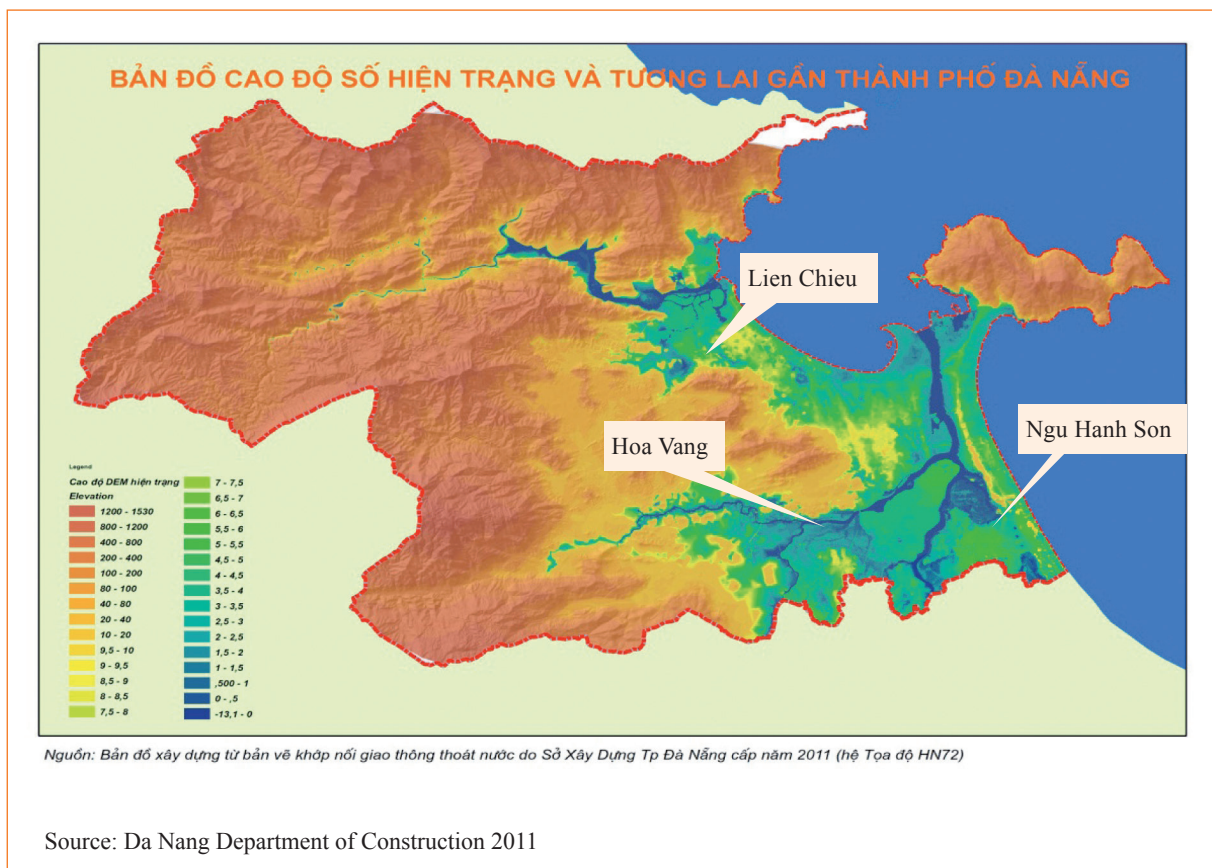 BẢN ĐỒ CAO ĐỘ SỐ HIỆN TRẠNG VÀ TƯƠNG LAI GẦN THÀNH PHỐ ĐÀ NẴNG
Lien Chieu
Hoa Vang
Ngu Hanh Son
Legend
Cao độ DEM hiện trạng
Elevation
1200 - 1530
800 - 1200
400 - 800
200 - 400
100 - 200
80 - 100
40 - 80
20 - 40
10 - 20
9,5 - 10
9 - 9,5
8,5 - 9
8 - 8,5
7,5 - 8
7 - 7,5
6,5 - 7
6 - 6,5
5,5 - 6
5 - 5,5
4,5 - 5
4 - 4,5
3,5 - 4
3 - 3,5
2,5 - 3
2 - 2,5
1,5 - 2
1 - 1,5
,500 - 1
0 - ,5
-13,1 - 0
Nguồn: Bản đồ xây dựng từ bản vẽ khớp nối giao thông thoát nước do Sở Xây Dựng Tp Đà Nẵng cấp năm 2011 (hệ Tọa độ HN72)
Source: Da Nang Department of Construction 2011